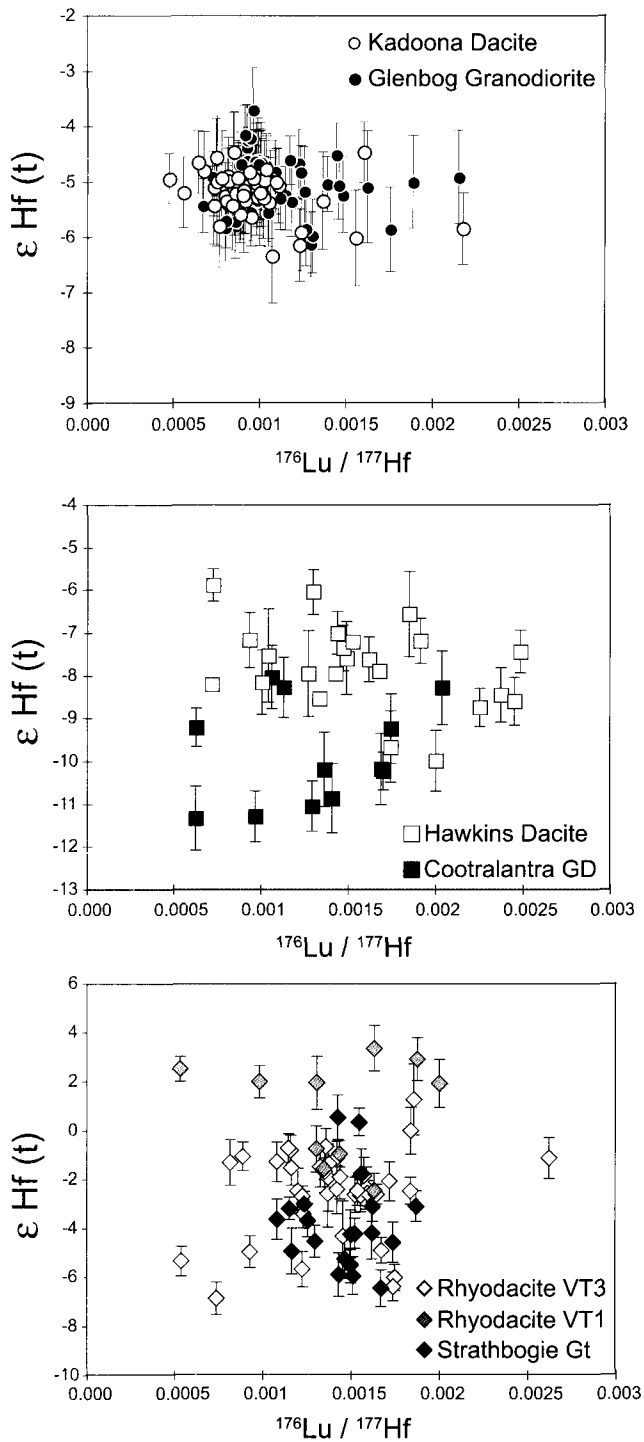 -2
-3
-4
-5
-6
-7
-8
-9
ε Hf (t)
Kadoona Dacite
Glenbog Granodiorite
0.000 0.0005 0.001 0.0015 0.002 0.0025 0.003
¹⁷⁶Lu / ¹⁷⁷Hf
-4
-5
-6
-7
-8
-9
-10
-11
-12
-13
ε Hf (t)
Hawkins Dacite
Cootralantra GD
0.000 0.0005 0.001 0.0015 0.002 0.0025 0.003
¹⁷⁶Lu / ¹⁷⁷Hf
6
4
2
0
-2
-4
-6
-8
-10
ε Hf (t)
Rhyodacite VT3
Rhyodacite VT1
Strathbogie Gt
0.000 0.0005 0.001 0.0015 0.002 0.0025 0.003
¹⁷⁶Lu / ¹⁷⁷Hf